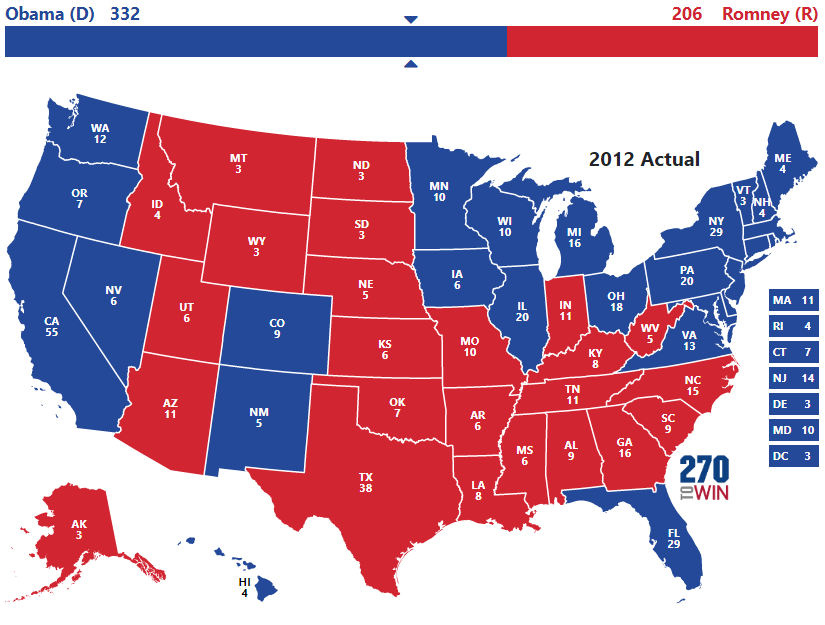 Obama (D) 332
206 Romney (R)
2012 Actual
WA
12
OR
7
CA
55
NV
6
ID
4
MT
3
WY
3
UT
6
AZ
11
CO
9
NM
5
ND
3
SD
3
NE
5
KS
6
OK
7
TX
38
MN
10
IA
6
MO
10
AR
6
LA
8
WI
10
IL
20
MI
16
IN
11
OH
18
KY
8
TN
11
MS
6
AL
9
GA
16
FL
29
SC
9
NC
15
VA
13
WV
5
PA
20
NY
29
VT
3
NH
4
ME
4
MA 11
RI 4
CT 7
NJ 14
DE 3
MD 10
DC 3
AK
3
HI
4
270
TO WIN